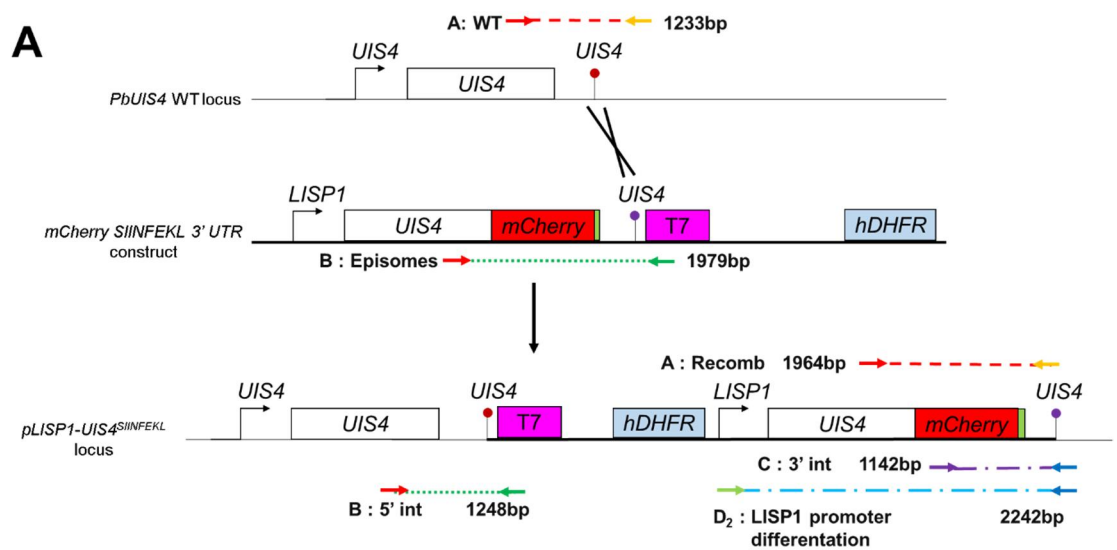 A
A: WT 1233bp
UIS4 UIS4
UIS4
PbUIS4 WT locus
LISP1 UIS4
UIS4 mCherry T7 hDHFR
mCherry SIINFEKL 3' UTR
construct
B : Episomes 1979bp
A : Recomb 1964bp
UIS4 UIS4 LISP1 UIS4
UIS4 T7 hDHFR UIS4 mCherry
pLISP1-UIS4SIINFEKL
locus
C : 3' int 1142bp
B : 5' int 1248bp
D2 : LISP1 promoter 2242bp
differentation